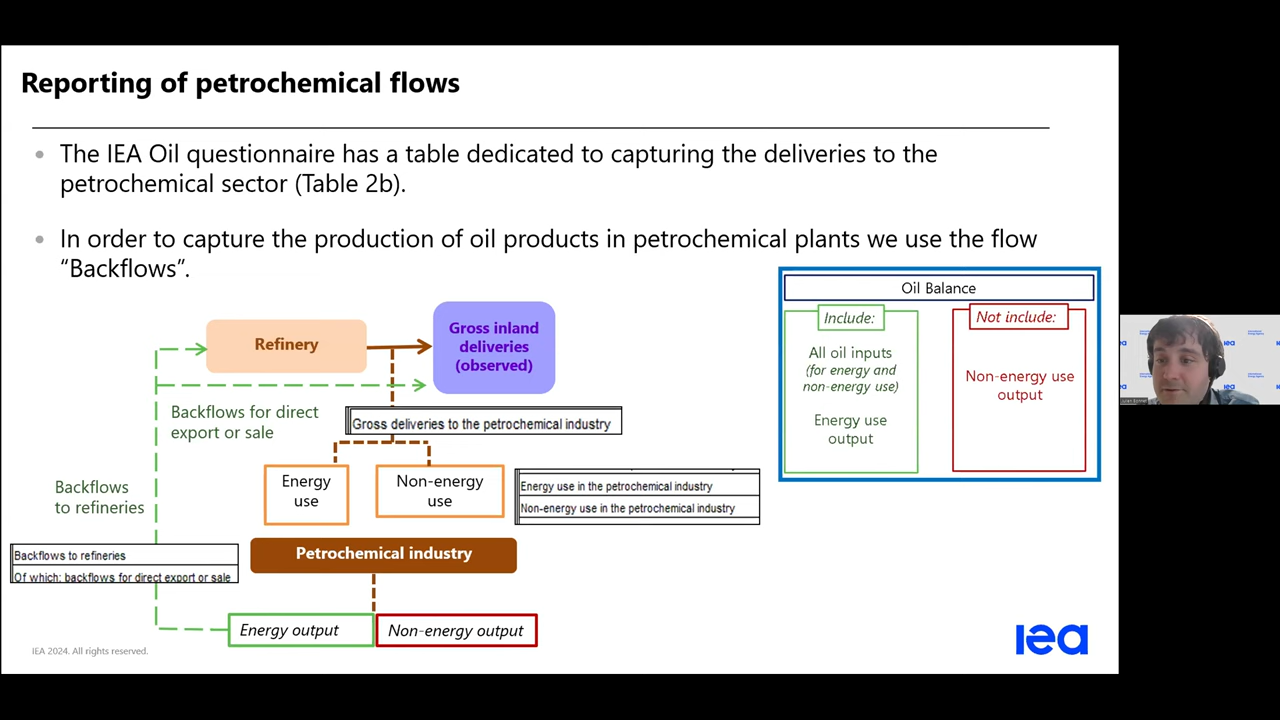 Reporting of petrochemical flows
• The IEA Oil questionnaire has a table dedicated to capturing the deliveries to the
petrochemical sector (Table 2b).
• In order to capture the production of oil products in petrochemical plants we use the flow
“Backflows”.
Refinery
Gross inland
deliveries
(observed)
Backflows for direct
export or sale
Gross deliveries to the petrochemical industry
Energy
use
Non-energy
use
Energy use in the petrochemical industry
Non-energy use in the petrochemical industry
Backflows
to refineries
Backflows to refineries
Of which: backflows for direct export or sale
Petrochemical industry
Energy output
Non-energy output
Oil Balance
Include:
All oil inputs
(for energy and
non-energy use)
Energy use
output
Not include:
Non-energy use
output
IEA 2024. All rights reserved.
iea